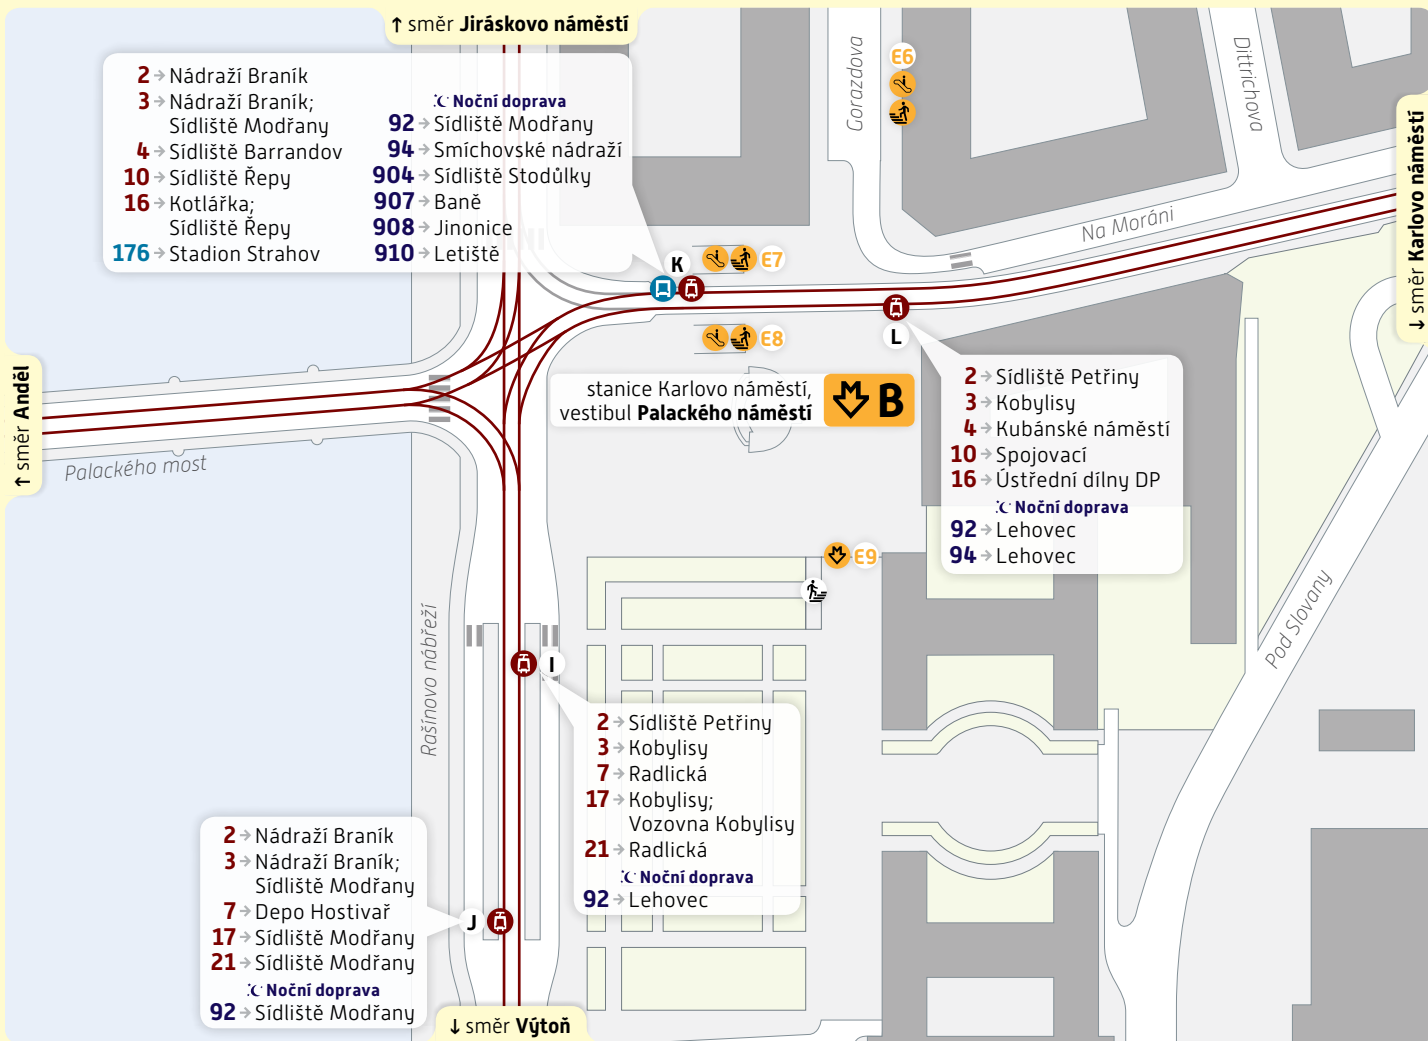 ↑ směr Jiráskovo náměstí
2 → Nádraží Braník
3 → Nádraží Braník;
Sídliště Modřany
4 → Sídliště Barrandov
10 → Sídliště Řepy
16 → Kotlářka;
Sídliště Řepy
176 → Stadion Strahov
Noční doprava
92 → Sídliště Modřany
94 → Smíchovské nádraží
904 → Sídliště Stodůlky
907 → Baně
908 → Jinonice
910 → Letiště
K
E7
E8
Gorazdova
E6
Dittrichova
Na Moráni
↓ směr Karlovo náměstí
↑ směr Anděl
Palackého most
stanice Karlovo náměstí,
vestibul Palackého náměstí
B
L
2 → Sídliště Petřiny
3 → Kobylisy
4 → Kubánské náměstí
10 → Spojovací
16 → Ústřední dílny DP
Noční doprava
92 → Lehovec
94 → Lehovec
E9
Pod Slovany
Rašínovo nábřeží
I
2 → Sídliště Petřiny
3 → Kobylisy
7 → Radlická
17 → Kobylisy;
Vozovna Kobylisy
21 → Radlická
Noční doprava
92 → Lehovec
J
2 → Nádraží Braník
3 → Nádraží Braník;
Sídliště Modřany
7 → Depo Hostivař
17 → Sídliště Modřany
21 → Sídliště Modřany
Noční doprava
92 → Sídliště Modřany
↓ směr Výtoň